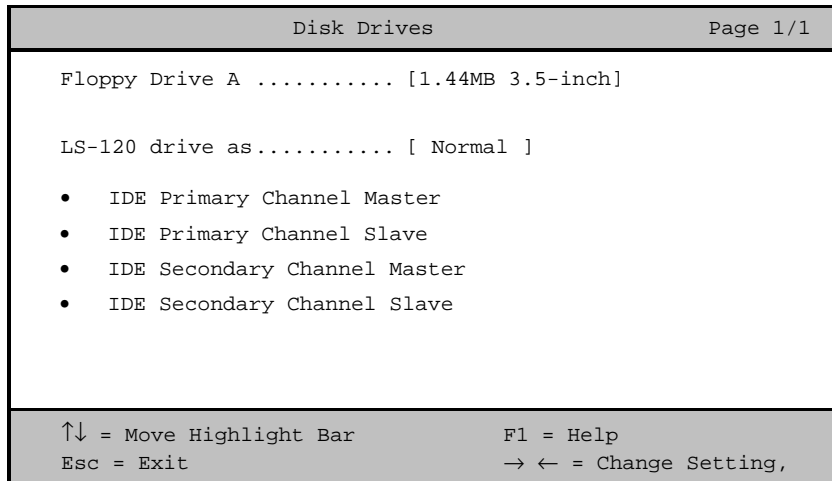 Disk Drives Page 1/1
Floppy Drive A ........... [1.44MB 3.5-inch]
LS-120 drive as........... [ Normal ]
• IDE Primary Channel Master
• IDE Primary Channel Slave
• IDE Secondary Channel Master
• IDE Secondary Channel Slave
↑↓ = Move Highlight Bar F1 = Help
Esc = Exit → ← = Change Setting,